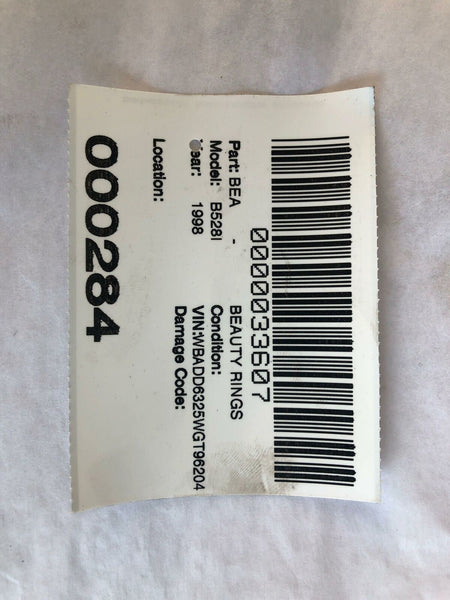 0000033607
Part: BEA - BEAUTY RINGS
Model: B528I Condition:
Year: 1998 VIN:WBADD6325WGT96204
Damage Code:
Location:
000284